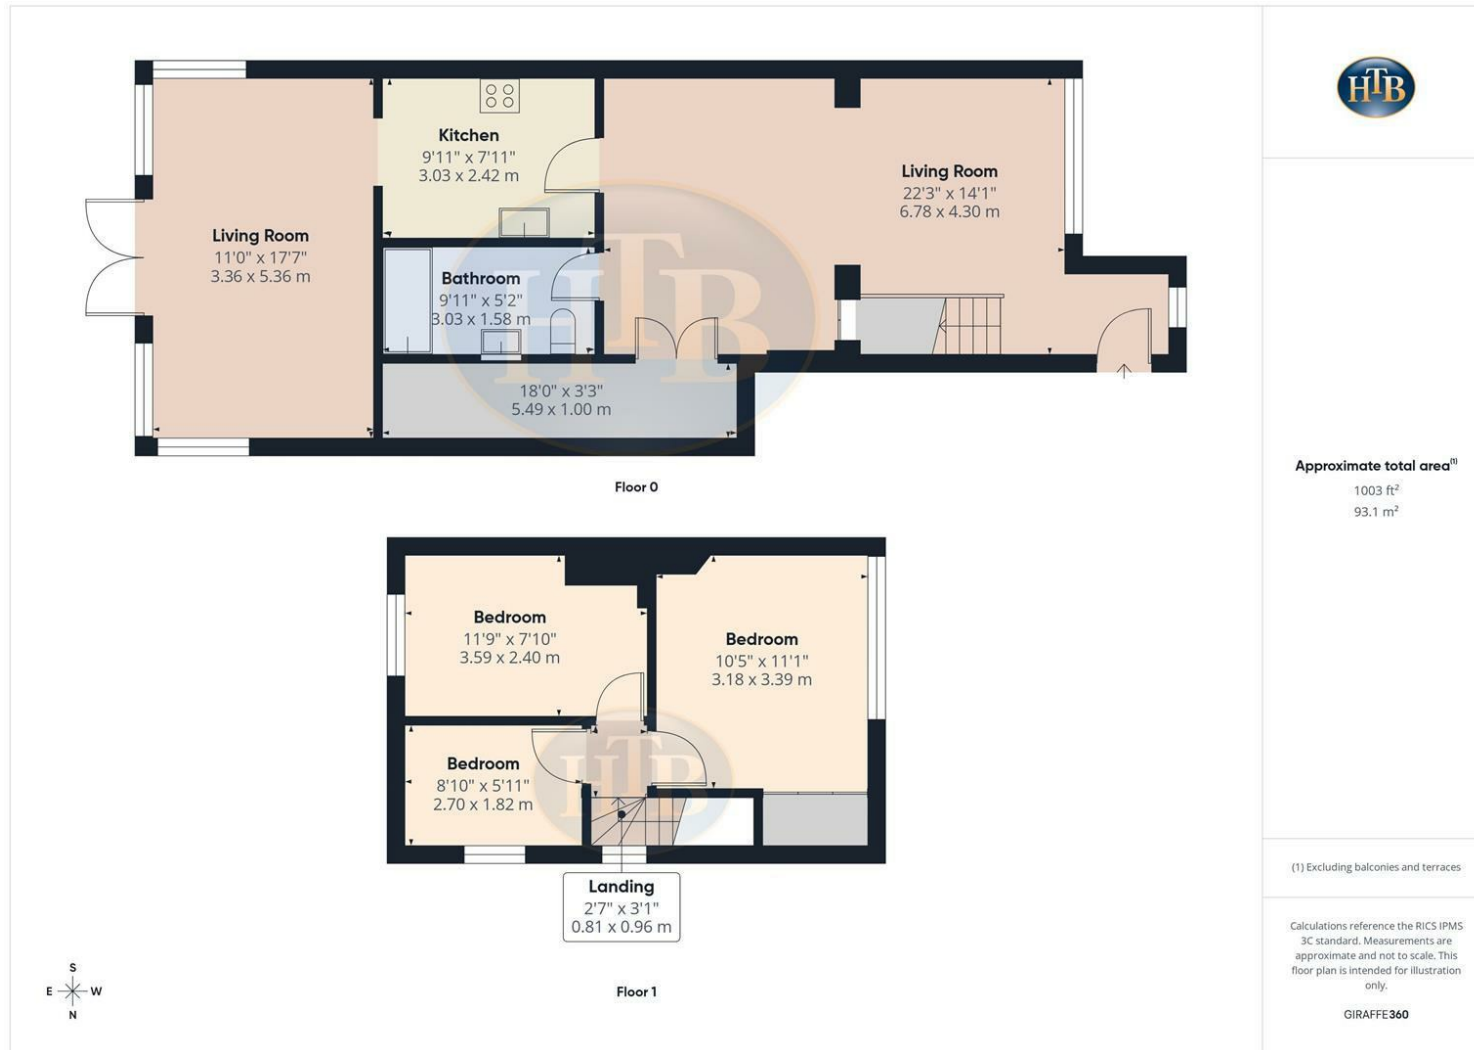 HTB
Kitchen
9'11" x 7'11"
3.03 x 2.42 m
Living Room
22'3" x 14'1"
6.78 x 4.30 m
Living Room
11'0" x 17'7"
3.36 x 5.36 m
Bathroom
9'11" x 5'2"
3.03 x 1.58 m
HTB
18'0" x 3'3"
5.49 x 1.00 m
Floor 0
Approximate total area(1)
1003 ft²
93.1 m²
Bedroom
11'9" x 7'10"
3.59 x 2.40 m
Bedroom
10'5" x 11'1"
3.18 x 3.39 m
Bedroom
8'10" x 5'11"
2.70 x 1.82 m
HTB
Landing
2'7" x 3'1"
0.81 x 0.96 m
Floor 1
S
E W
N
(1) Excluding balconies and terraces
Calculations reference the RICS IPMS
3C standard. Measurements are
approximate and not to scale. This
floor plan is intended for illustration
only.
GIRAFFE360